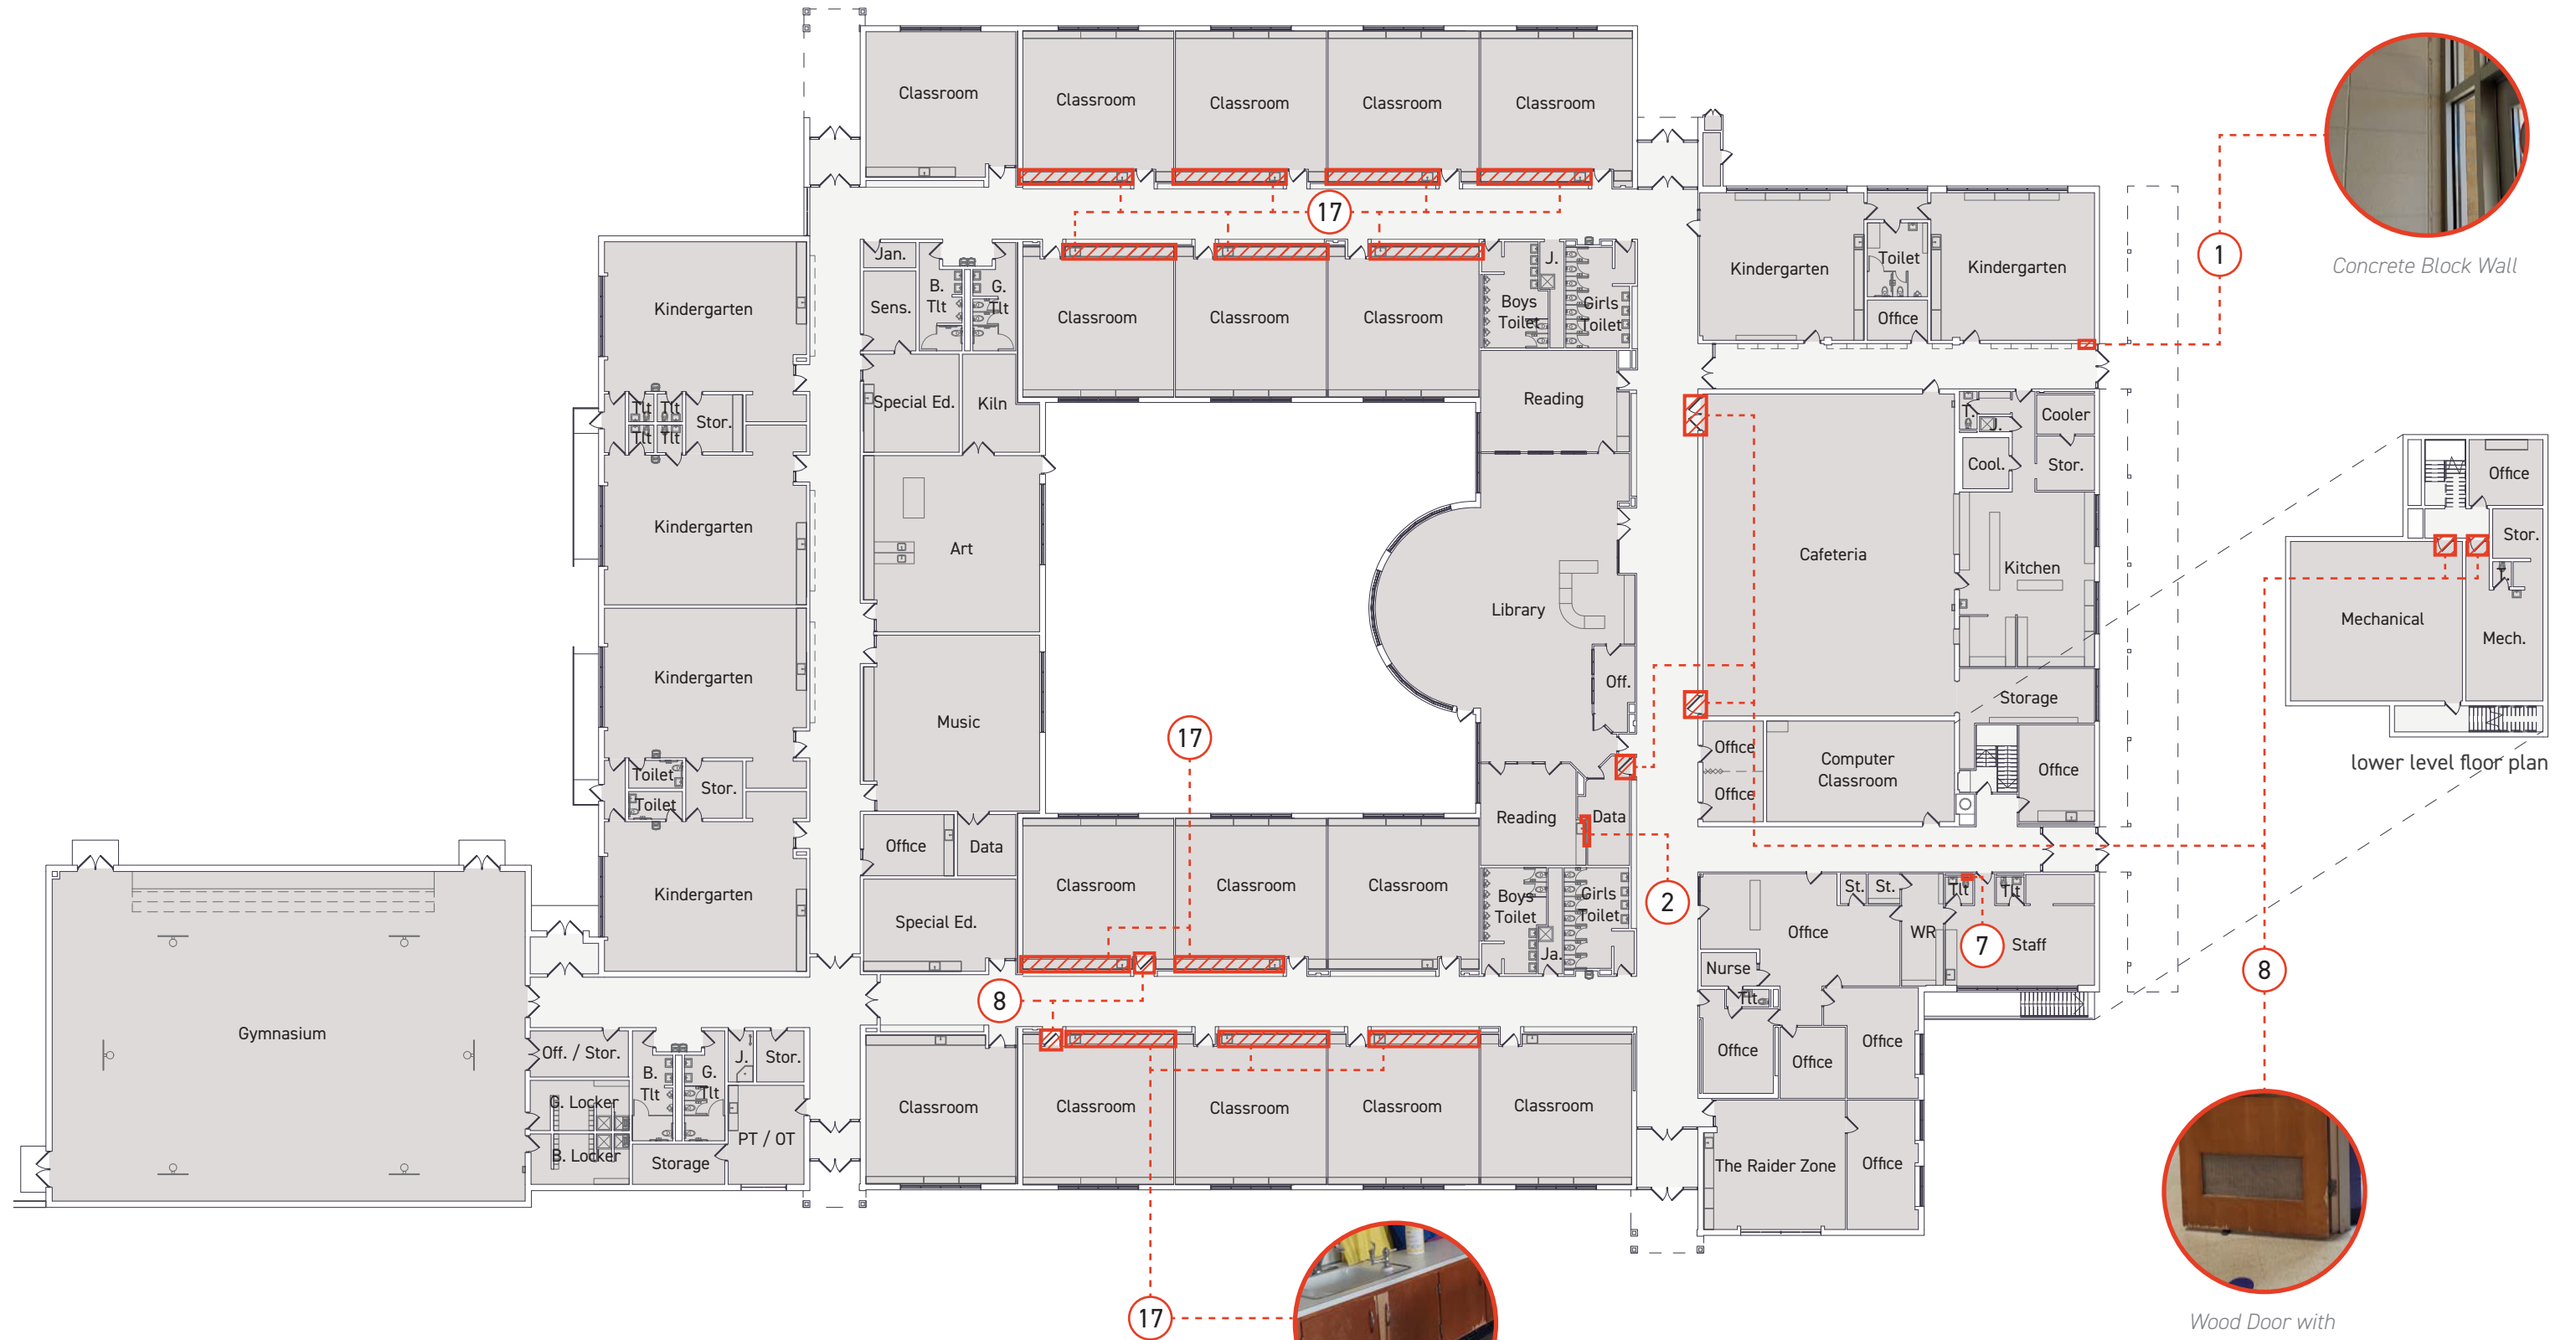 Classroom
Classroom
Classroom
Classroom
Classroom
17
1
Concrete Block Wall
Jan.
Sens.
B.
Tlt
G.
Tlt
Classroom
Classroom
Classroom
Boys
Toilet
J.
Girls
Toilet
Kindergarten
Toilet
Office
Kindergarten
Kindergarten
Special Ed.
Kiln
Reading
Tlt
Tlt
Tlt
Tlt
Stor.
T.
J.
Cooler
Cool.
Stor.
Office
Stor.
T.
Kindergarten
Art
Library
Cafeteria
Kitchen
Mechanical
Mech.
Kindergarten
Music
17
Off.
Storage
Office
Office
Computer
Classroom
Office
lower level floor plan
Toilet
Toilet
Stor.
Office
Data
Reading
Data
Kindergarten
Classroom
Classroom
Classroom
Boys
Toilet
Ja.
Girls
Toilet
2
Special Ed.
St.
St.
Tlt
Tlt
Office
WR
7
Staff
Nurse
Tlt
8
8
Gymnasium
Off. / Stor.
B.
Tlt
G.
Tlt
J.
Stor.
Office
Office
Office
G. Locker
B. Locker
Storage
PT / OT
Classroom
Classroom
Classroom
Classroom
Classroom
The Raider Zone
Office
17
Wood Door with